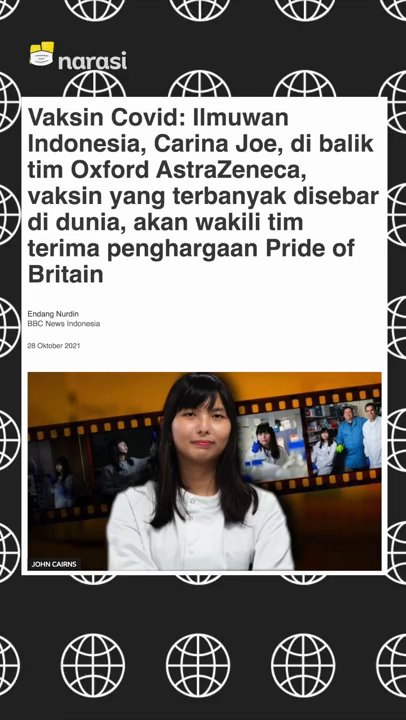 narasi
Vaksin Covid: Ilmuwan
Indonesia, Carina Joe, di balik
tim Oxford AstraZeneca,
vaksin yang terbanyak disebar
di dunia, akan wakili tim
terima penghargaan Pride of
Britain
Endang Nurdin
BBC News Indonesia
28 Oktober 2021
JOHN CAIRNS